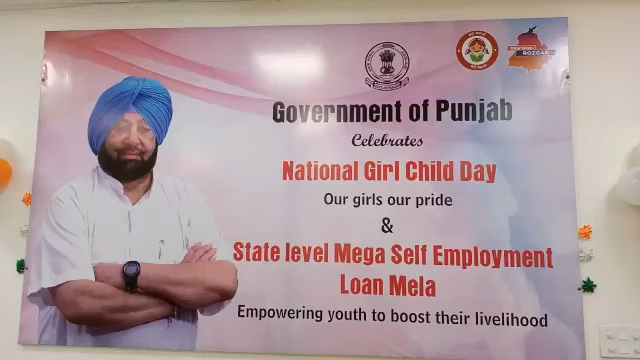 Government of Punjab
Celebrates
National Girl Child Day
Our girls our pride
&
State level Mega Self Employment
Loan Mela
Empowering youth to boost their livelihood
ROZGAR